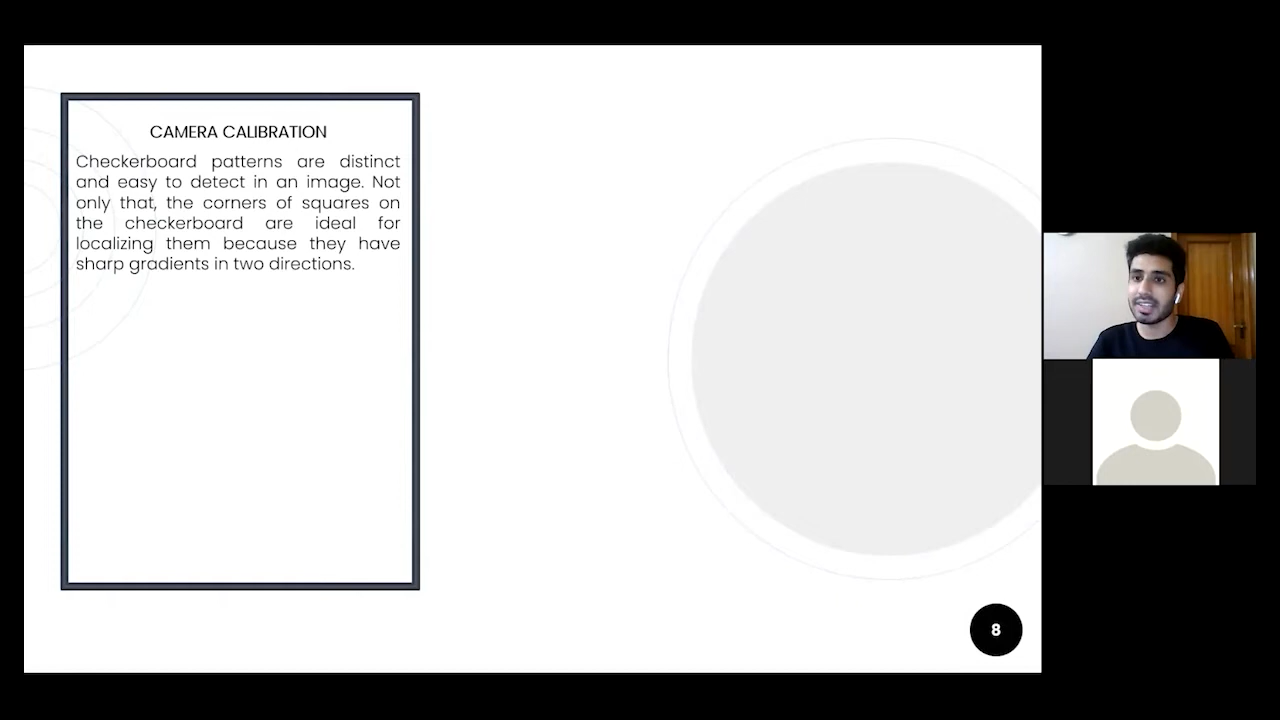 CAMERA CALIBRATION
Checkerboard patterns are distinct
and easy to detect in an image. Not
only that, the corners of squares on
the checkerboard are ideal for
localizing them because they have
sharp gradients in two directions.
8